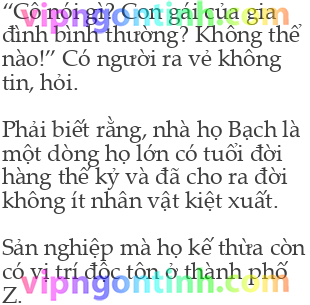 “Cô nói gì? Con gái của gia
đình bình thường? Không thể
nào!” Có người ra vẻ không
tin, hỏi.
Phải biết rằng, nhà họ Bạch là
một dòng họ lớn có tuổi đời
hàng thế kỷ và đã cho ra đời
không ít nhân vật kiệt xuất.
Sản nghiệp mà họ kế thừa còn
có vị trí độc tôn ở thành phố
Z.
vipngontinh.com
vipngontinh.com